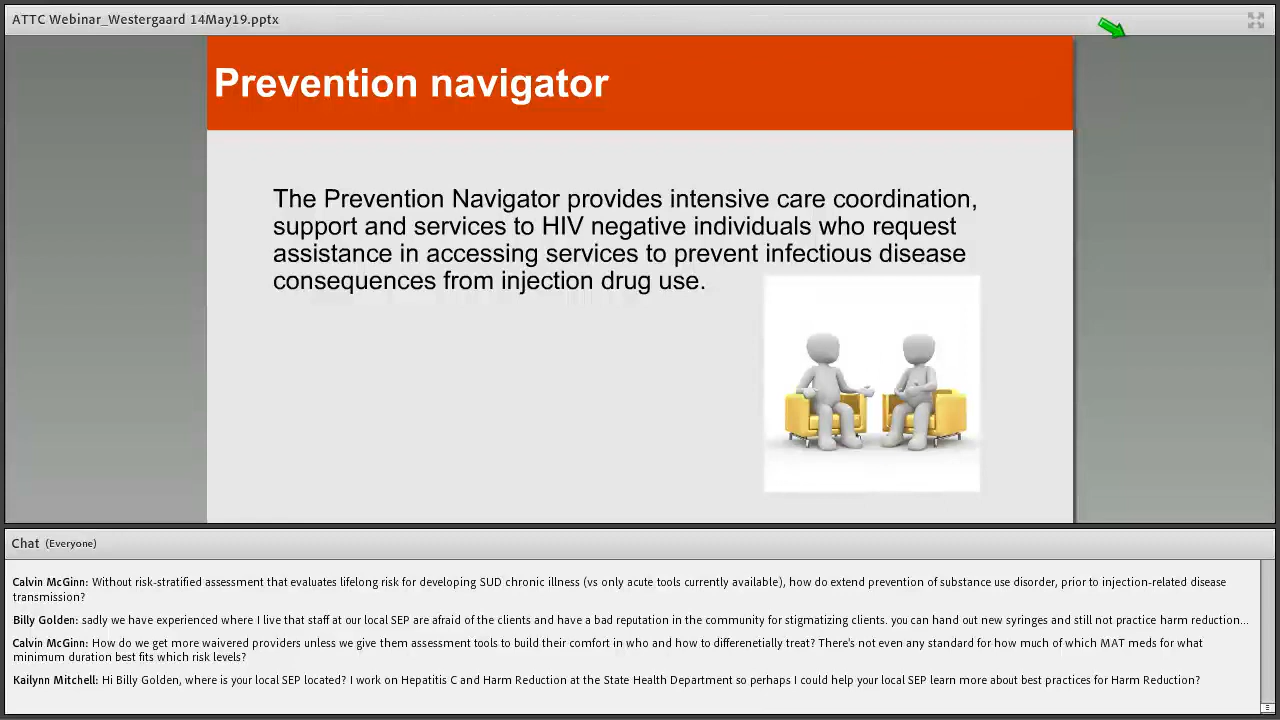 ATTC Webinar_Westergaard 14May19.pptx
Prevention navigator
The Prevention Navigator provides intensive care coordination,
support and services to HIV negative individuals who request
assistance in accessing services to prevent infectious disease
consequences from injection drug use.
Chat (Everyone)
Calvin McGinn: Without risk-stratified assessment that evaluates lifelong risk for developing SUD chronic illness (vs only acute tools currently available), how do extend prevention of substance use disorder, prior to injection-related disease
transmission?
Billy Golden: sadly we have experienced where I live that staff at our local SEP are afraid of the clients and have a bad reputation in the community for stigmatizing clients. you can hand out new syringes and still not practice harm reduction...
Calvin McGinn: How do we get more waivered providers unless we give them assessment tools to build their comfort in who and how to differenetially treat? There's not even any standard for how much of which MAT meds for what
minimum duration best fits which risk levels?
Kailynn Mitchell: Hi Billy Golden, where is your local SEP located? I work on Hepatitis C and Harm Reduction at the State Health Department so perhaps I could help your local SEP learn more about best practices for Harm Reduction?